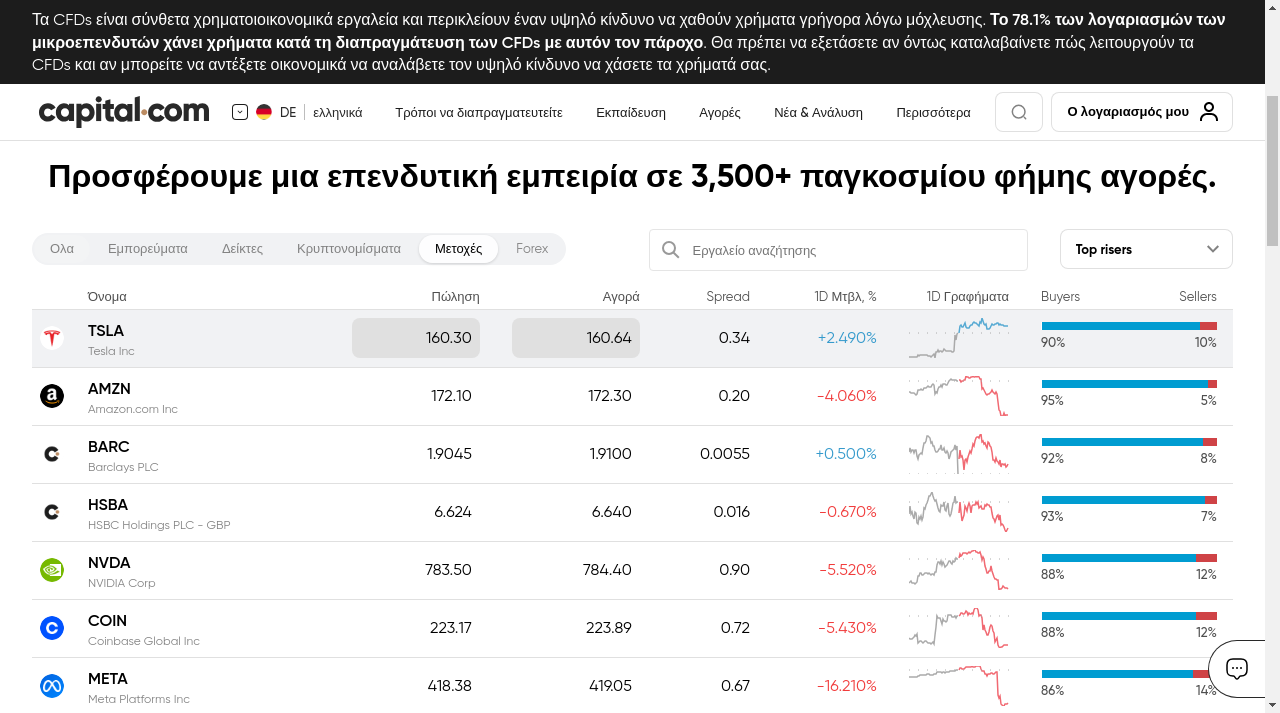 Τα CFDs είναι σύνθετα χρηματοιοικονομικά εργαλεία και περικλείουν έναν υψηλό κίνδυνο να χαθούν χρήματα γρήγορα λόγω μόχλευσης. Το 78.1% των λογαριασμών των
μικροεπενδυτών χάνει χρήματα κατά τη διαπραγμάτευση των CFDs με αυτόν τον πάροχο. Θα πρέπει να εξετάσετε αν όντως καταλαβαίνετε πώς λειτουργούν τα
CFDs και αν μπορείτε να αντέξετε οικονομικά να αναλάβετε τον υψηλό κίνδυνο να χάσετε τα χρήματά σας.
capital.com DE ελληνικά Τρόποι να διαπραγματευτείτε Εκπαίδευση Αγορές Νέα & Ανάλυση Περισσότερα Ο λογαριασμός μου
Προσφέρουμε μια επενδυτική εμπειρία σε 3,500+ παγκοσμίου φήμης αγορές.
Ολα Εμπορεύματα Δείκτες Κρυπτονομίσματα Μετοχές Forex Εργαλείο αναζήτησης Top risers
Όνομα Πώληση Αγορά Spread 1D Μτβλ, % 1D Γραφήματα Buyers Sellers
TSLA 160.30 160.64 0.34 +2.490% 90% 10%
Tesla Inc
AMZN 172.10 172.30 0.20 -4.060% 95% 5%
Amazon.com Inc
BARC 1.9045 1.9100 0.0055 +0.500% 92% 8%
Barclays PLC
HSBA 6.624 6.640 0.016 -0.670% 93% 7%
HSBC Holdings PLC - GBP
NVDA 783.50 784.40 0.90 -5.520% 88% 12%
NVIDIA Corp
COIN 223.17 223.89 0.72 -5.430% 88% 12%
Coinbase Global Inc
META 418.38 419.05 0.67 -16.210% 86% 14%
Meta Platforms Inc